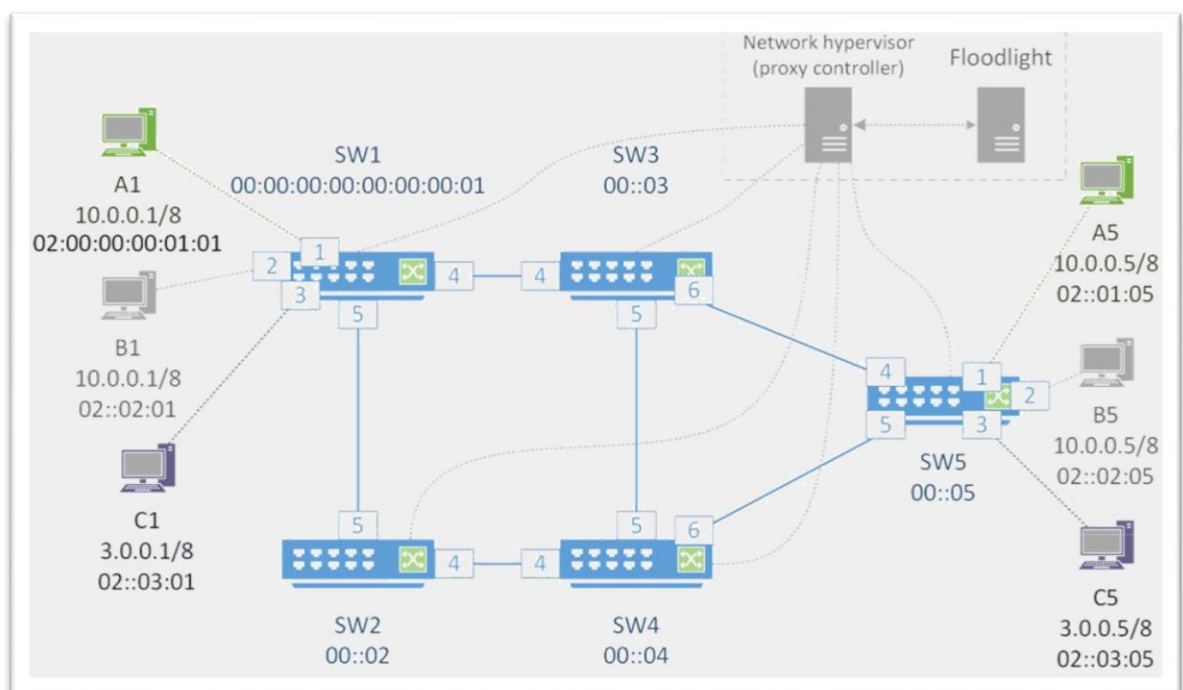 Network hypervisor
(proxy controller)
Floodlight
SW1
00:00:00:00:00:00:00:01
SW3
00::03
A1
10.0.0.1/8
02:00:00:00:01:01
A5
10.0.0.5/8
02::01:05
1
2
3
4
4
6
5
5
B1
10.0.0.1/8
02::02:01
4
1
2
5
3
B5
10.0.0.5/8
02::02:05
SW5
00::05
C1
3.0.0.1/8
02::03:01
5
4
4
5
6
C5
3.0.0.5/8
02::03:05
SW2
00::02
SW4
00::04